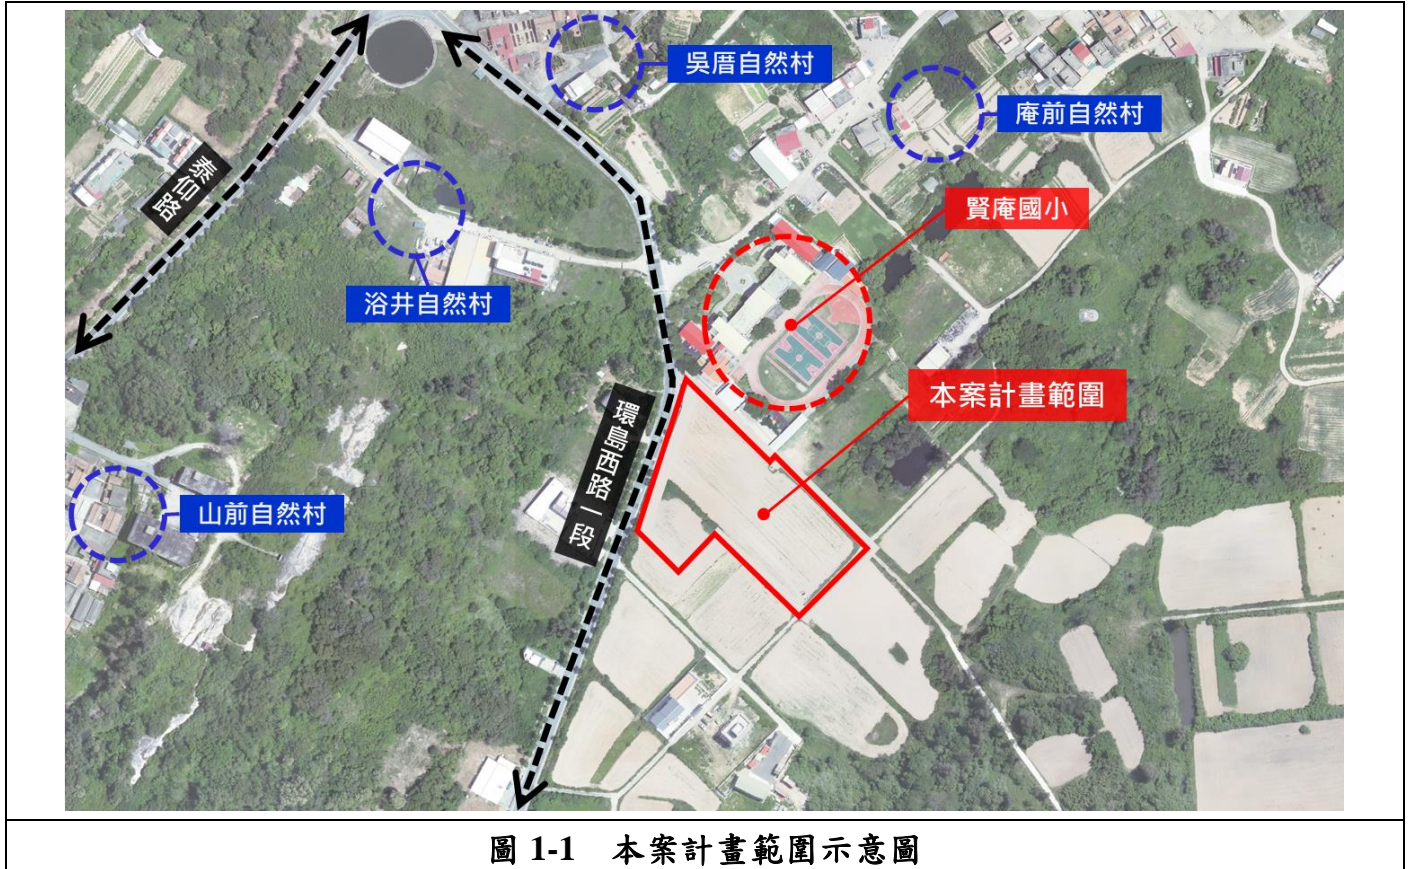 吳厝自然村
庵前自然村
泰仰路
賢庵國小
浴井自然村
本案計畫範圍
環島西路一段
山前自然村
圖 1-1 本案計畫範圍示意圖